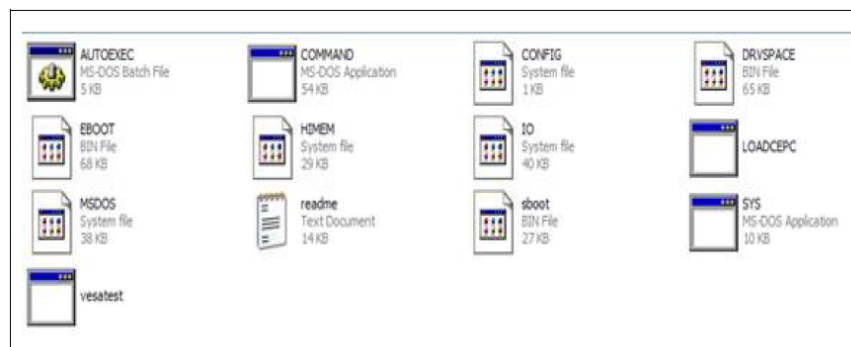 AUTOEXEC
MS-DOS Batch File
5 KB
COMMAND
MS-DOS Application
54 KB
CONFIG
System file
1 KB
DRVSPACE
BIN File
65 KB
EBOOT
BIN File
68 KB
HIMEM
System file
29 KB
IO
System file
40 KB
LOADCEPC
MSDOS
System file
38 KB
readme
Text Document
14 KB
sboot
BIN File
27 KB
SYS
MS-DOS Application
10 KB
vesatest